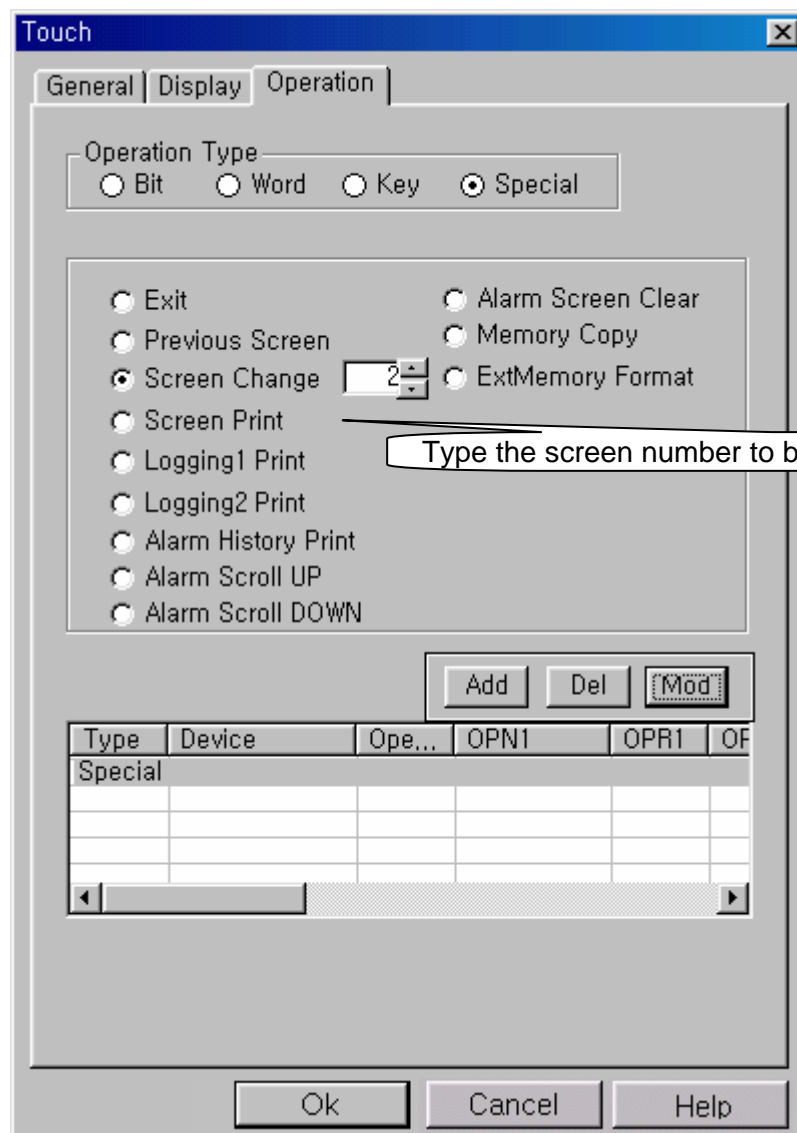 Touch
General Display Operation
Operation Type
Bit Word Key Special
Exit
Previous Screen
Screen Change 2
Screen Print
Logging1 Print
Logging2 Print
Alarm History Print
Alarm Scroll UP
Alarm Scroll DOWN
Alarm Screen Clear
Memory Copy
ExtMemory Format
Type the screen number to b
Add Del Mod
Type Device Ope... OPN1 OPR1 OF
Special
Ok Cancel Help